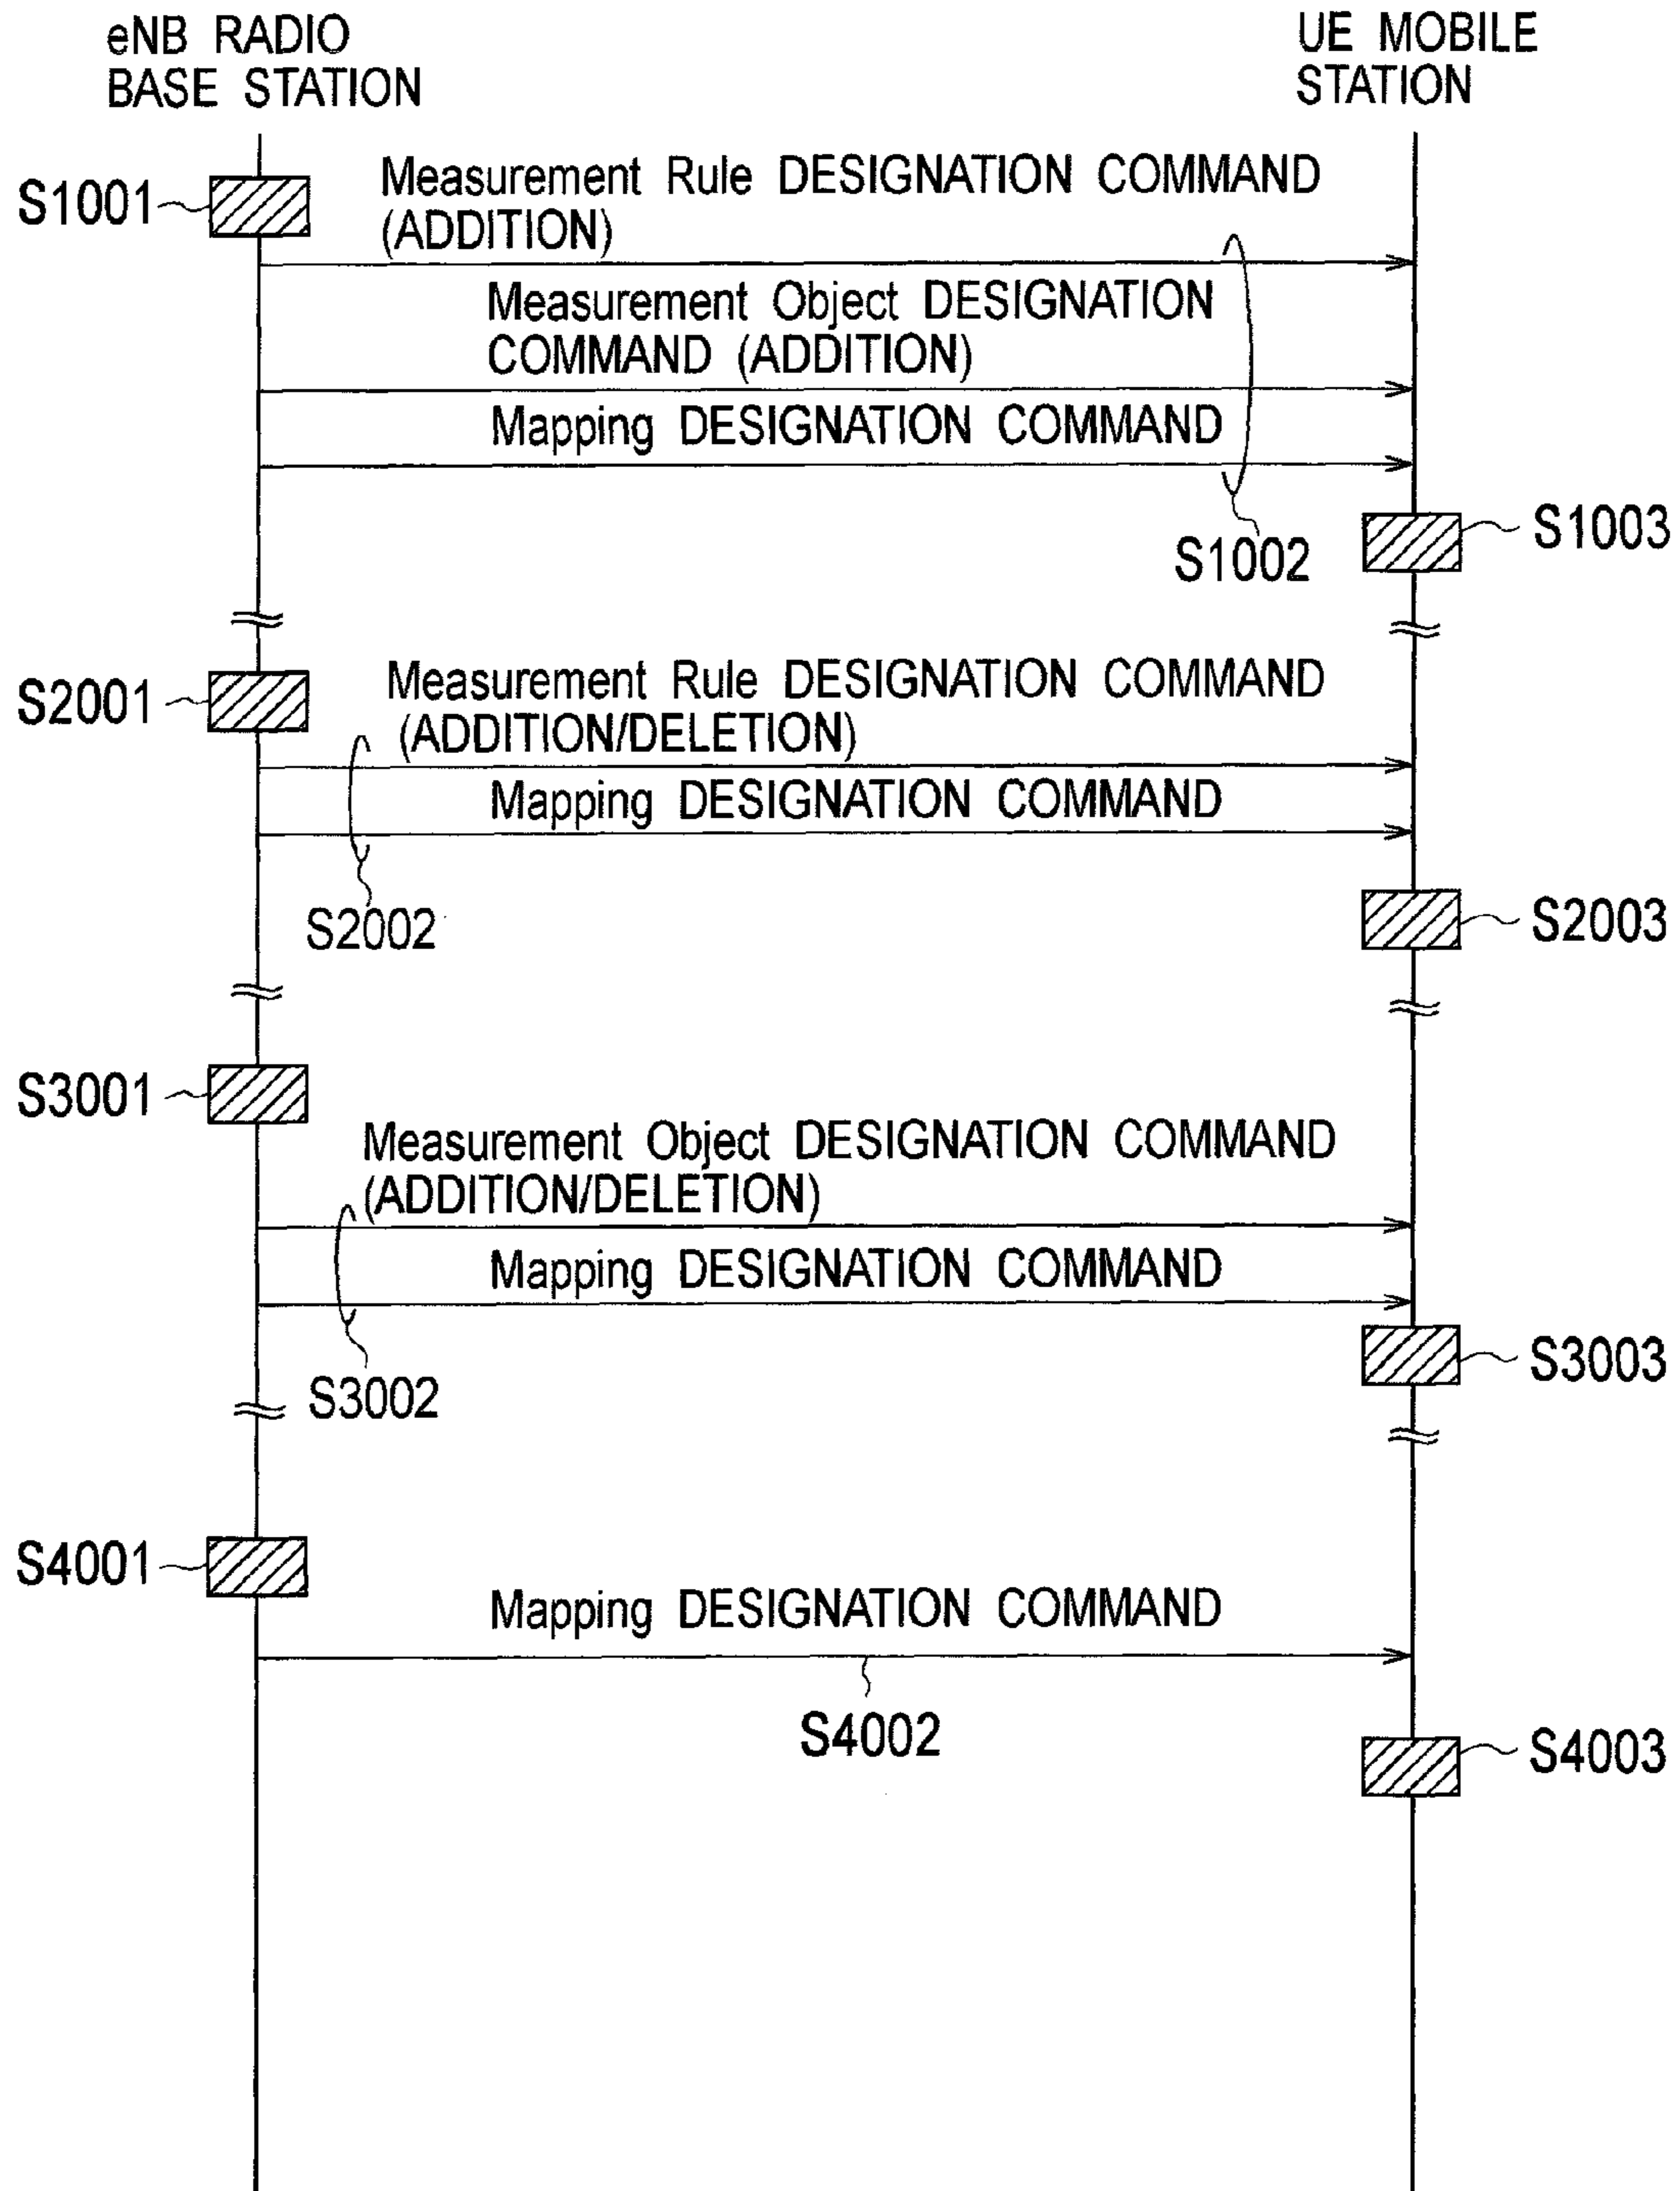 eNB RADIO
BASE STATION
UE MOBILE
STATION
S1001
Measurement Rule DESIGNATION COMMAND
(ADDITION)
Measurement Object DESIGNATION
COMMAND (ADDITION)
Mapping DESIGNATION COMMAND
S1002
S1003
S2001
Measurement Rule DESIGNATION COMMAND
(ADDITION/DELETION)
Mapping DESIGNATION COMMAND
S2002
S2003
S3001
Measurement Object DESIGNATION COMMAND
(ADDITION/DELETION)
Mapping DESIGNATION COMMAND
S3002
S3003
S4001
Mapping DESIGNATION COMMAND
S4002
S4003